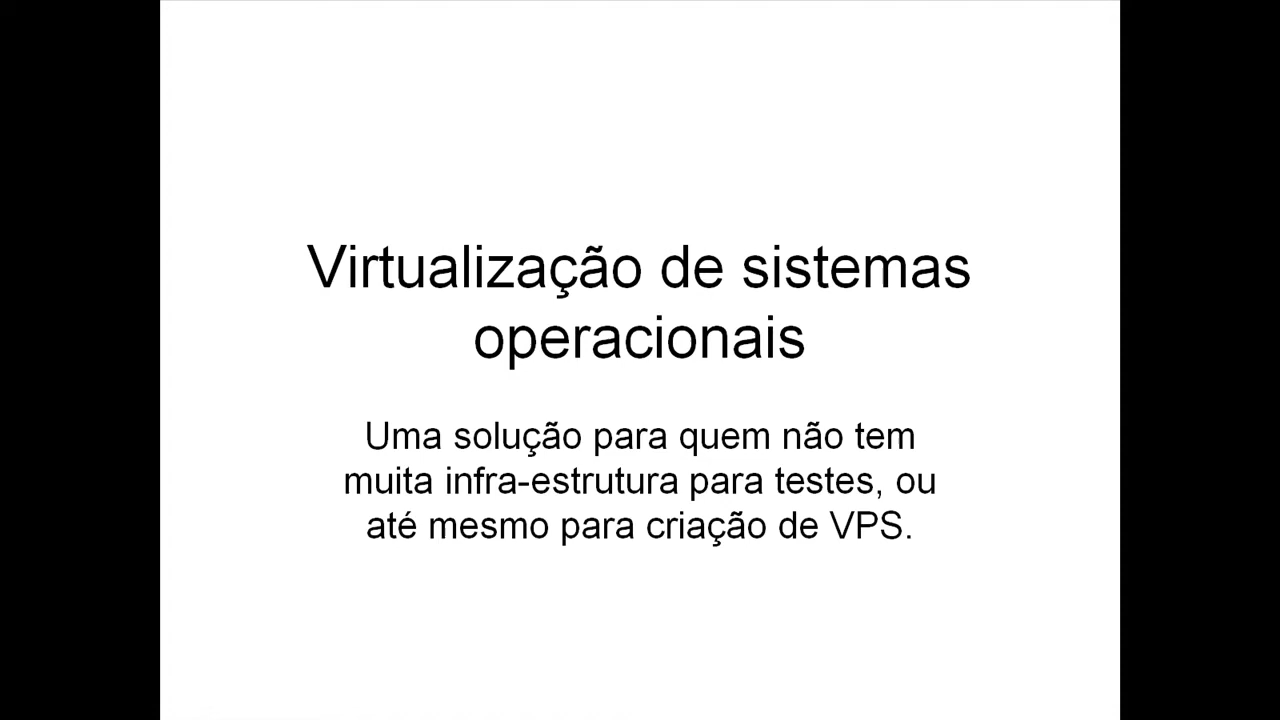 Virtualização de sistemas
operacionais
Uma solução para quem não tem
muita infra-estrutura para testes, ou
até mesmo para criação de VPS.